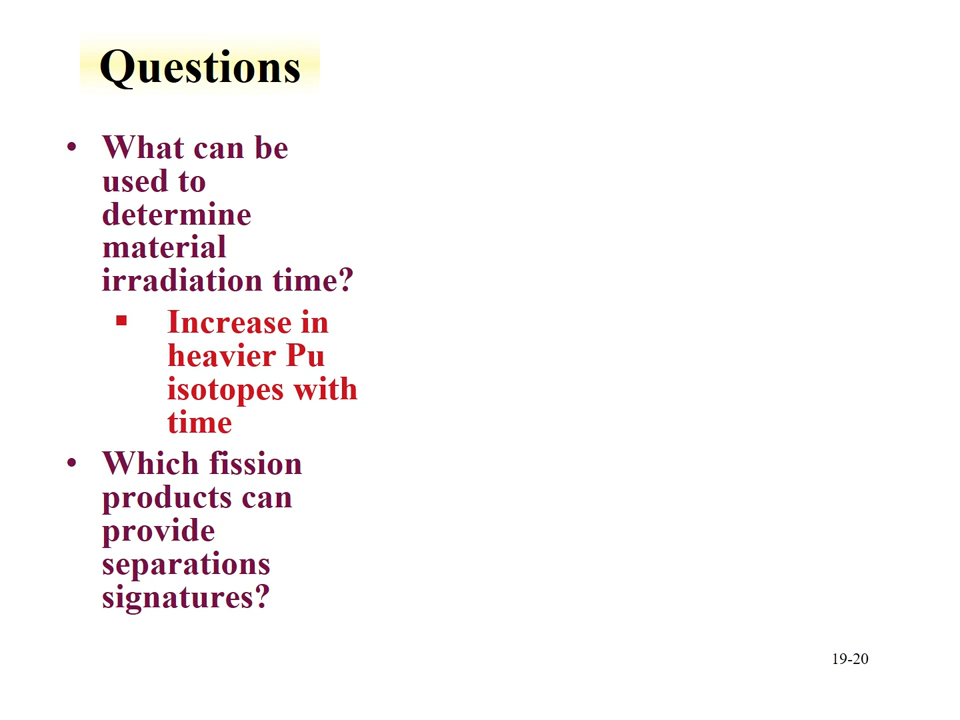 Questions
• What can be
used to
determine
material
irradiation time?
▪ Increase in
heavier Pu
isotopes with
time
• Which fission
products can
provide
separations
signatures?
19-20